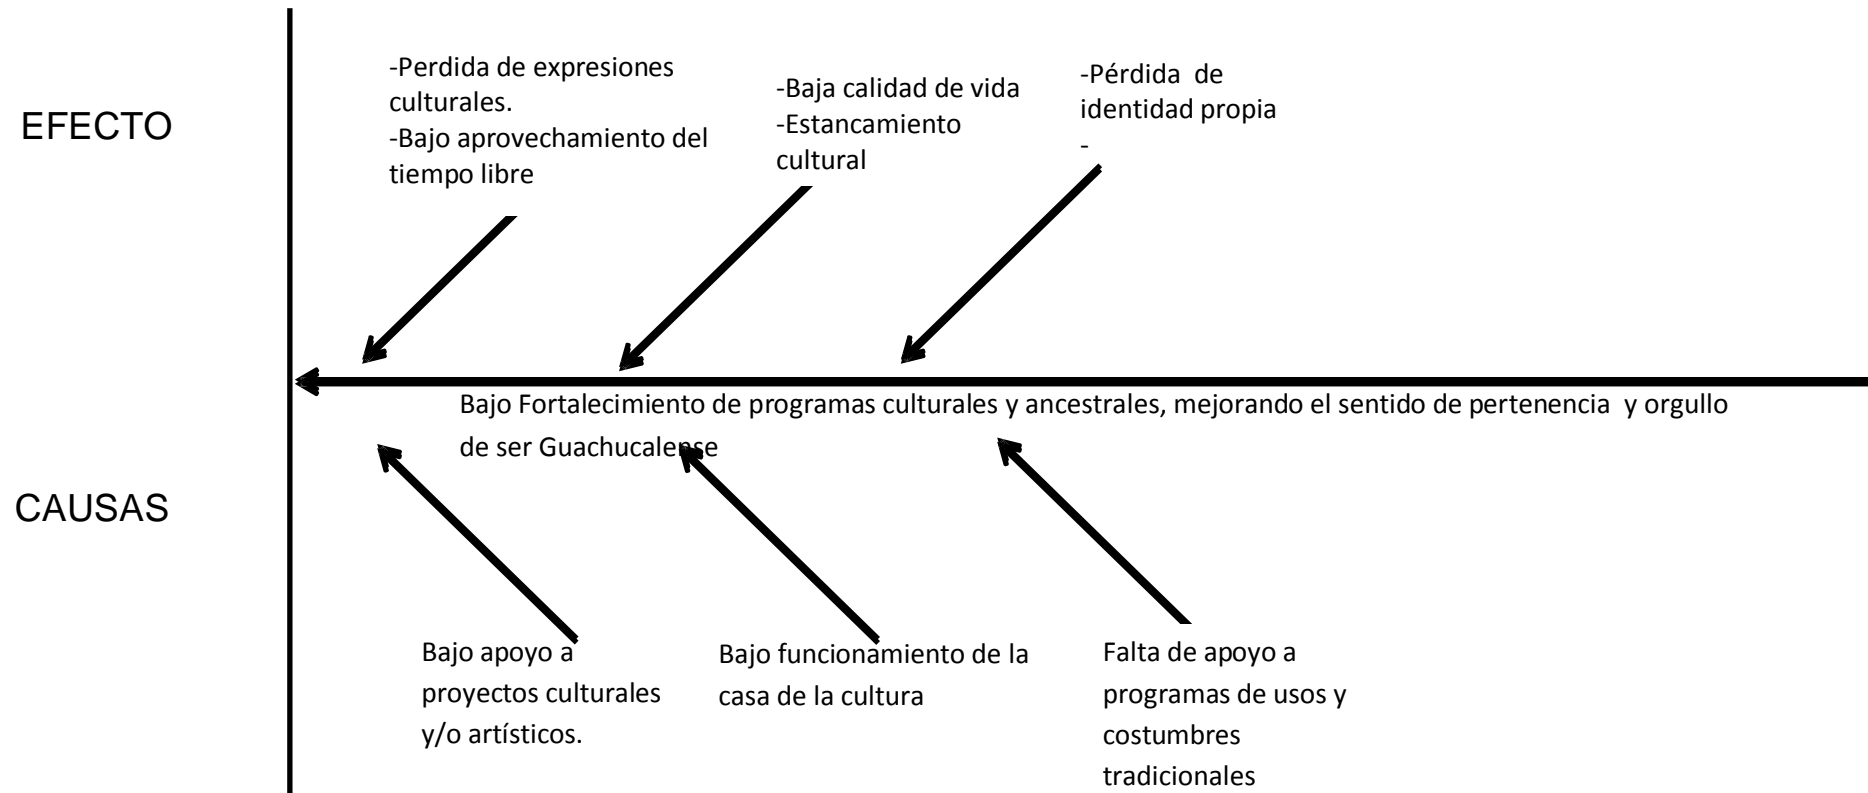 EFECTO
-Perdida de expresiones
culturales.
-Bajo aprovechamiento del
tiempo libre
-Baja calidad de vida
-Estancamiento
cultural
-Pérdida  de
identidad propia
-
Bajo Fortalecimiento de programas culturales y ancestrales, mejorando el sentido de pertenencia  y orgullo
de ser Guachucalense
CAUSAS
Bajo apoyo a
proyectos culturales
y/o artísticos.
Bajo funcionamiento de la
casa de la cultura
Falta de apoyo a
programas de usos y
costumbres
tradicionales